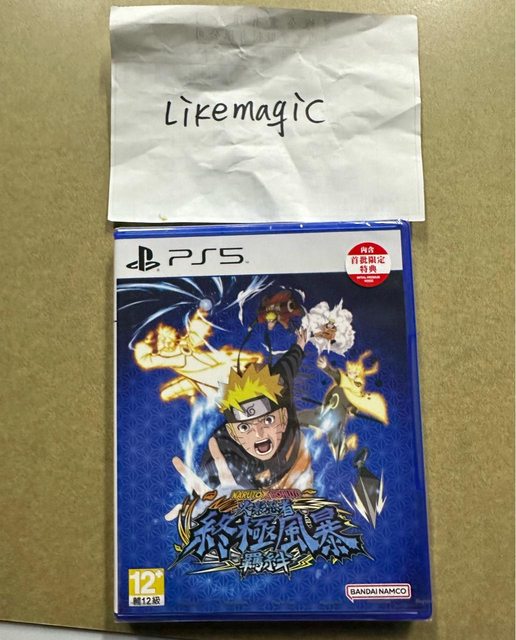 Likemagic
PS5
內含
首批限定
特典
NARUTO X BORUTO
火影忍者
終極風暴
羈絆
12+
輔12級
BANDAI NAMCO